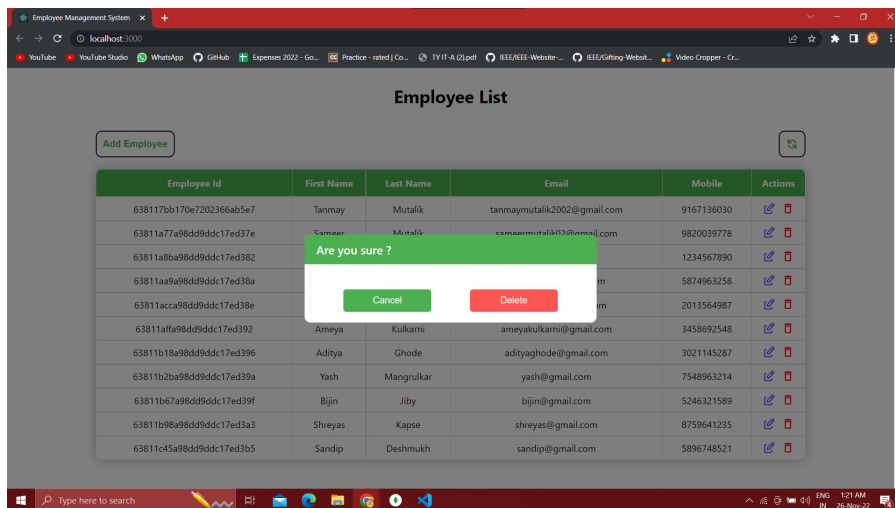 Employee Management System
localhost:3000
YouTube YouTube Studio WhatsApp GitHub Expenses 2022 - Go... Practice - rated | Co... TY IT-A (2).pdf IEEE/IEEE-Website-... IEEE/Gifting-Websit... Video Cropper - Cr...
Employee List
Add Employee
Employee Id First Name Last Name Email Mobile Actions
638117bb170e7202366ab5e7 Tanmay Mutalik tanmaymutalik2002@gmail.com 9167136030
63811a77a98dd9ddc17ed37e Sameer Mutalik sameermutalik02@gmail.com 9820039778
63811a8ba98dd9ddc17ed382 1234567890
63811aa9a98dd9ddc17ed38a m 5874963258
63811acca98dd9ddc17ed38e om 2013564987
63811affa98dd9ddc17ed392 Ameya Kulkarni ameyakulkarni@gmail.com 3458692548
63811b18a98dd9ddc17ed396 Aditya Ghode adityaghode@gmail.com 3021145287
63811b2ba98dd9ddc17ed39a Yash Mangrulkar yash@gmail.com 7548963214
63811b67a98dd9ddc17ed39f Bijin Jiby bijin@gmail.com 5246321589
63811b98a98dd9ddc17ed3a3 Shreyas Kapse shreyas@gmail.com 8759641235
63811c45a98dd9ddc17ed3b5 Sandip Deshmukh sandip@gmail.com 5896748521
Are you sure ?
Cancel Delete
Type here to search
ENG 1:21 AM
IN 26-Nov-22